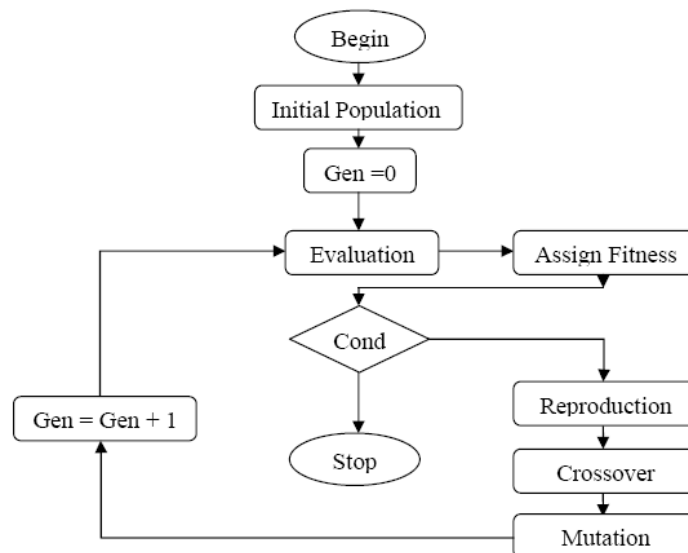 Begin
Initial Population
Gen =0
Evaluation
Assign Fitness
Cond
Gen = Gen + 1
Reproduction
Stop
Crossover
Mutation